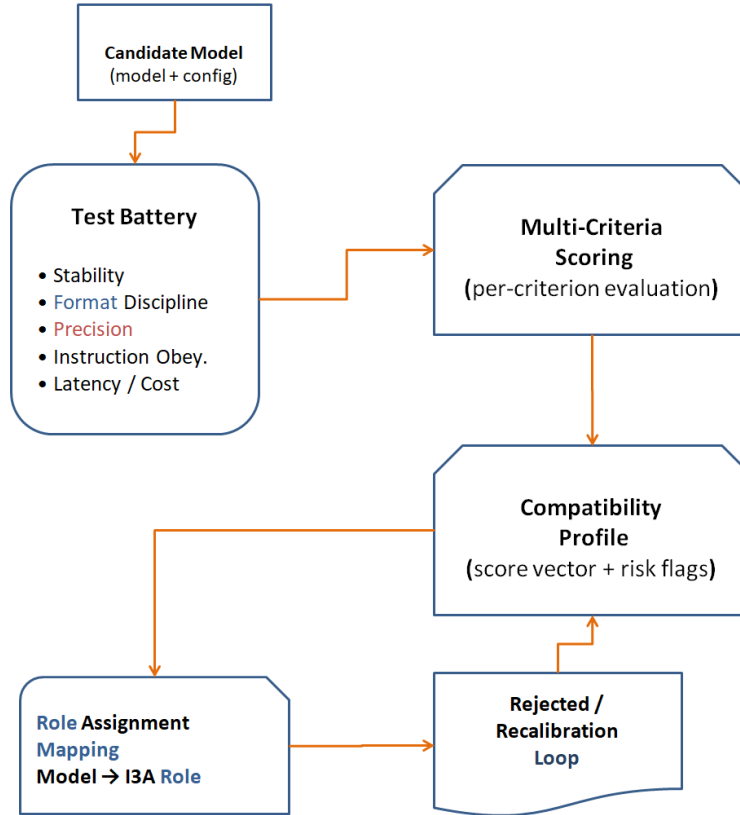 Candidate Model
(model + config)
Test Battery
• Stability
• Format Discipline
• Precision
• Instruction Obey.
• Latency / Cost
Multi-Criteria
Scoring
(per-criterion evaluation)
Compatibility
Profile
(score vector + risk flags)
Role Assignment
Mapping
Model → I3A Role
Rejected /
Recalibration
Loop